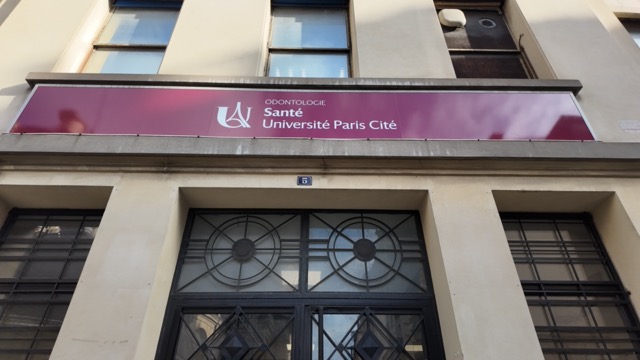 ODONTOLOGIE
Santé
Université Paris Cité
5